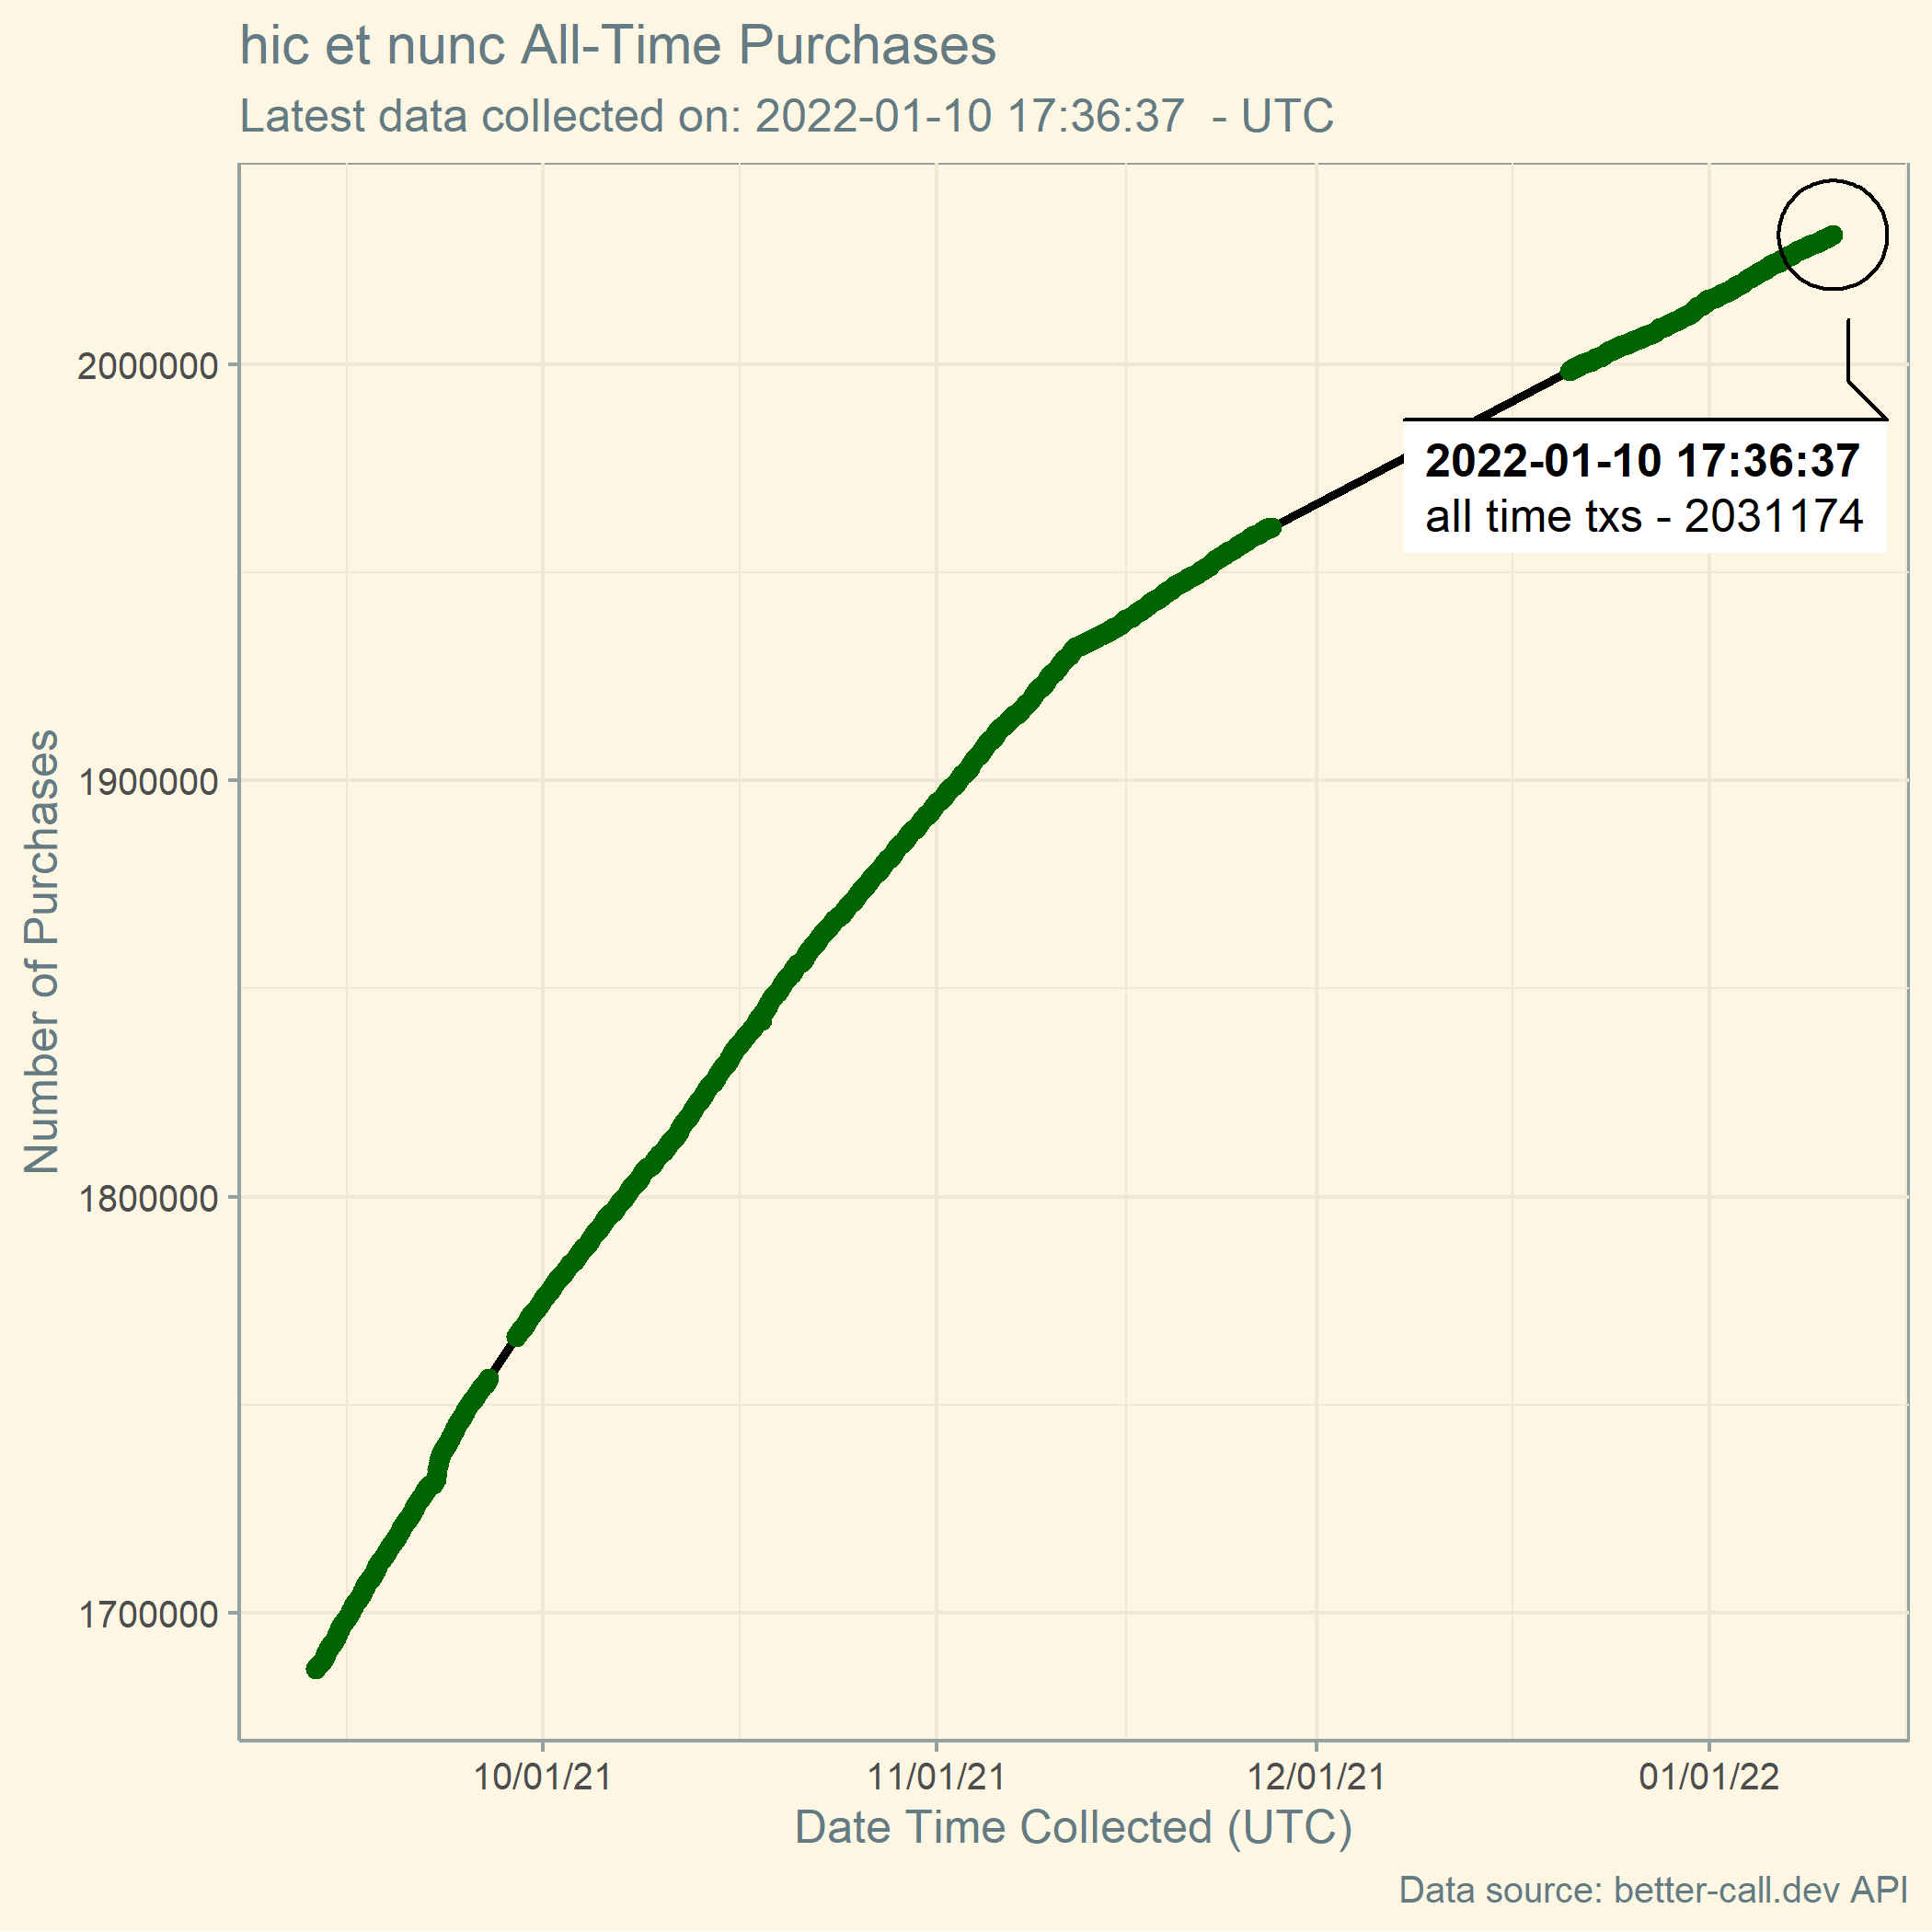 hic et nunc All-Time Purchases
Latest data collected on: 2022-01-10 17:36:37  - UTC
Number of Purchases
2000000
1900000
1800000
1700000
2022-01-10 17:36:37
all time txs - 2031174
10/01/21
11/01/21
12/01/21
01/01/22
Date Time Collected (UTC)
Data source: better-call.dev API